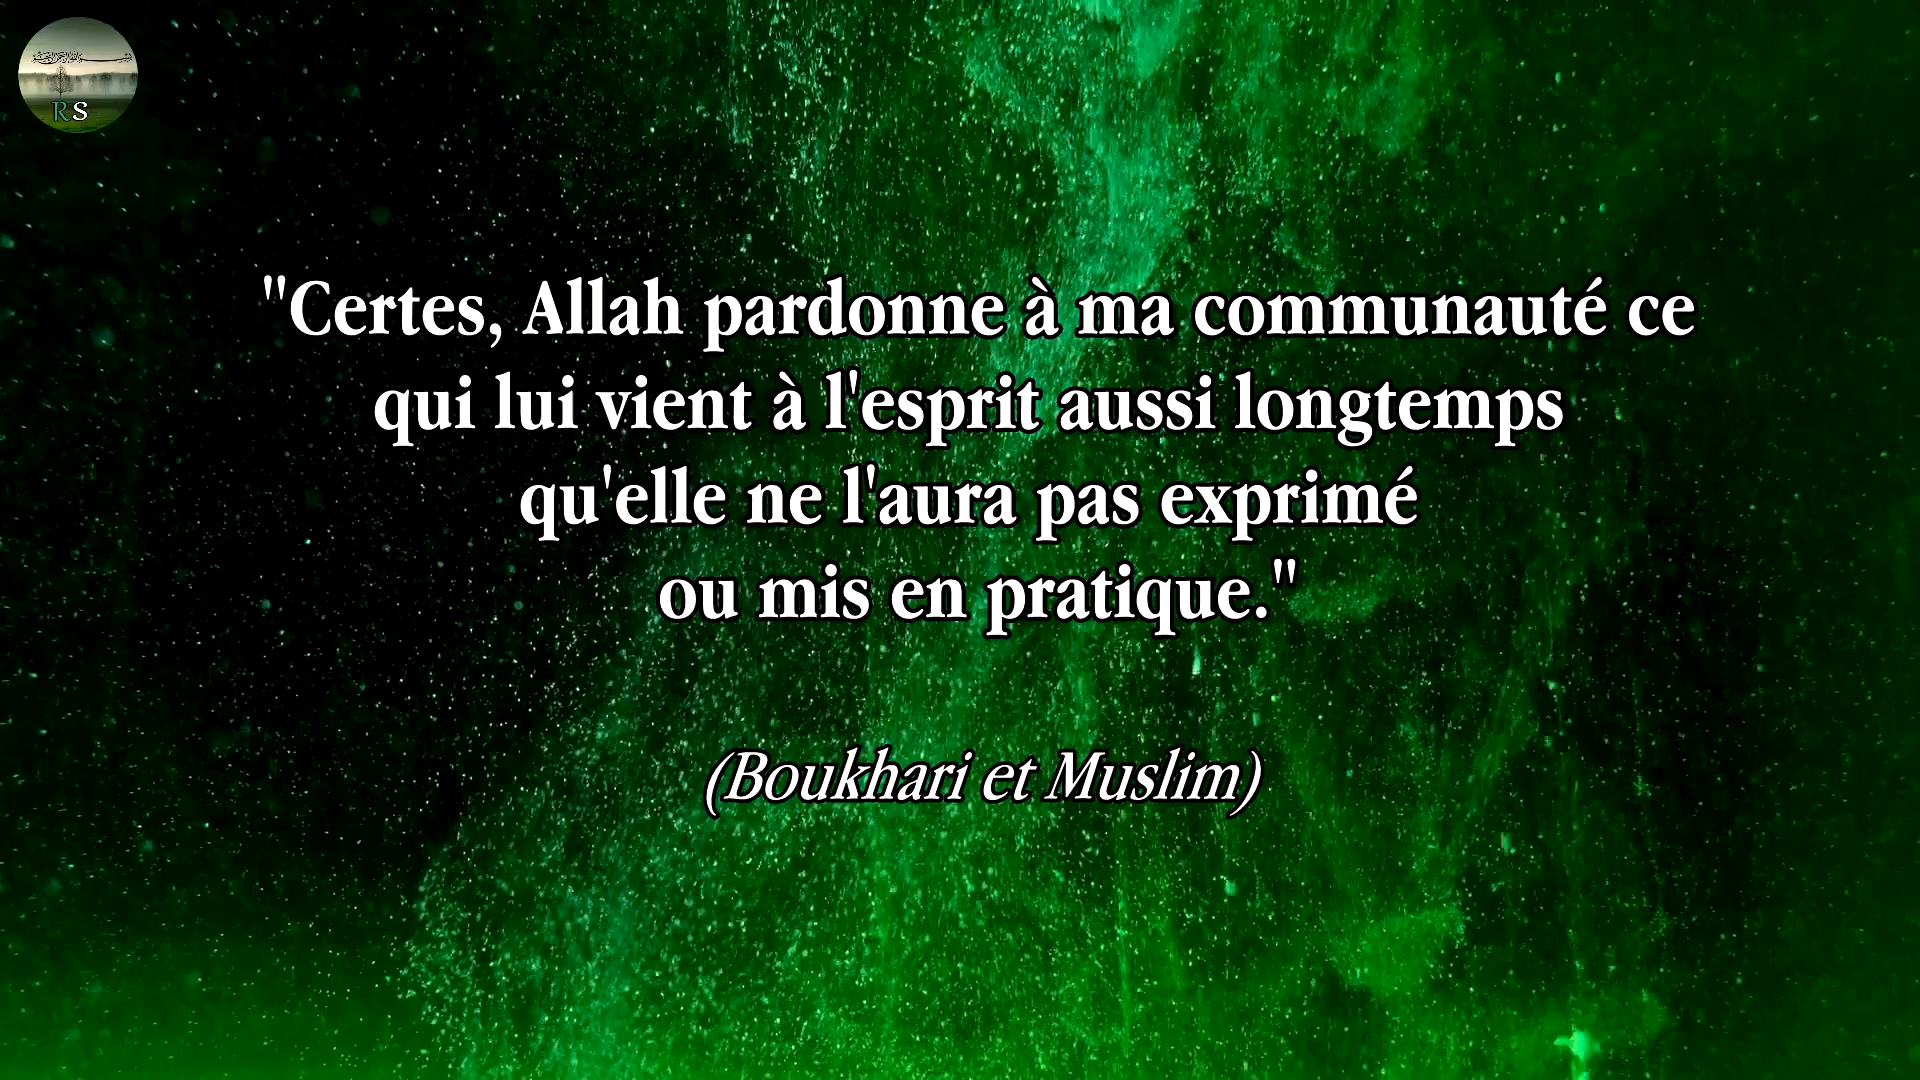 RS
"Certes, Allah pardonne à ma communauté ce
qui lui vient à l'esprit aussi longtemps
qu'elle ne l'aura pas exprimé
ou mis en pratique."
(Boukhari et Muslim)